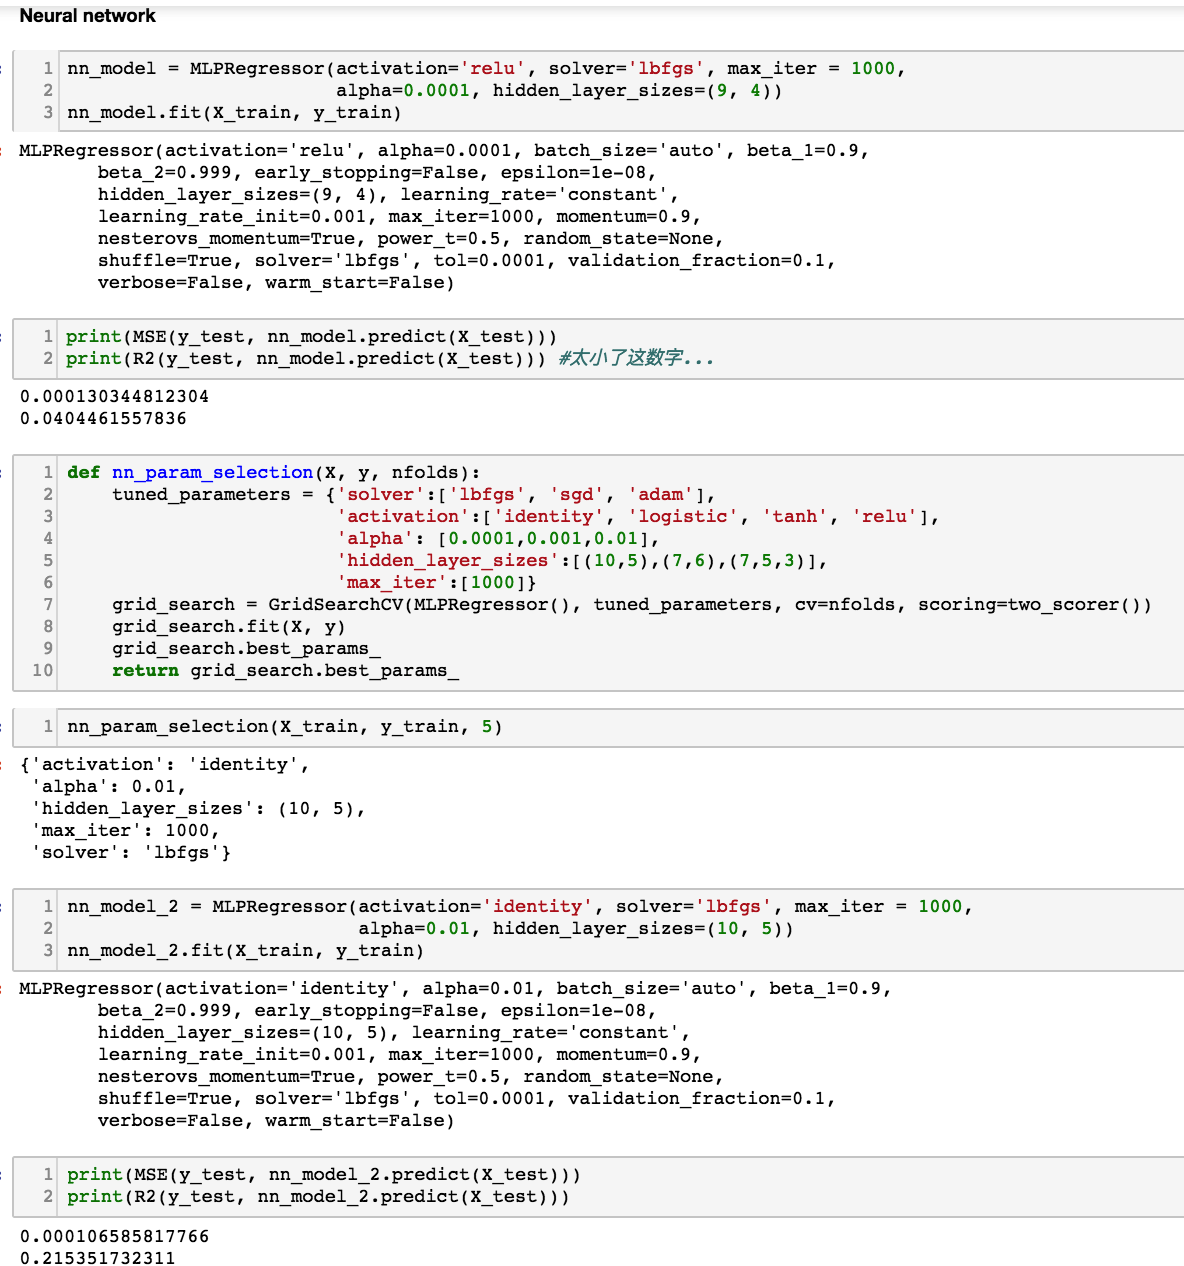 Neural network
1 nn_model = MLPRegressor(activation='relu', solver='lbfgs', max_iter = 1000,
2                         alpha=0.0001, hidden_layer_sizes=(9, 4))
3 nn_model.fit(X_train, y_train)
MLPRegressor(activation='relu', alpha=0.0001, batch_size='auto', beta_1=0.9,
       beta_2=0.999, early_stopping=False, epsilon=1e-08,
       hidden_layer_sizes=(9, 4), learning_rate='constant',
       learning_rate_init=0.001, max_iter=1000, momentum=0.9,
       nesterovs_momentum=True, power_t=0.5, random_state=None,
       shuffle=True, solver='lbfgs', tol=0.0001, validation_fraction=0.1,
       verbose=False, warm_start=False)
1 print(MSE(y_test, nn_model.predict(X_test)))
2 print(R2(y_test, nn_model.predict(X_test))) #太小了这数字...
0.000130344812304
0.0404461557836
1 def nn_param_selection(X, y, nfolds):
2     tuned_parameters = {'solver':['lbfgs', 'sgd', 'adam'],
3                         'activation':['identity', 'logistic', 'tanh', 'relu'],
4                         'alpha': [0.0001,0.001,0.01],
5                         'hidden_layer_sizes':[(10,5),(7,6),(7,5,3)],
6                         'max_iter':[1000]}
7     grid_search = GridSearchCV(MLPRegressor(), tuned_parameters, cv=nfolds, scoring=two_scorer())
8     grid_search.fit(X, y)
9     grid_search.best_params_
10     return grid_search.best_params_
1 nn_param_selection(X_train, y_train, 5)
{'activation': 'identity',
 'alpha': 0.01,
 'hidden_layer_sizes': (10, 5),
 'max_iter': 1000,
 'solver': 'lbfgs'}
1 nn_model_2 = MLPRegressor(activation='identity', solver='lbfgs', max_iter = 1000,
2                           alpha=0.01, hidden_layer_sizes=(10, 5))
3 nn_model_2.fit(X_train, y_train)
MLPRegressor(activation='identity', alpha=0.01, batch_size='auto', beta_1=0.9,
       beta_2=0.999, early_stopping=False, epsilon=1e-08,
       hidden_layer_sizes=(10, 5), learning_rate='constant',
       learning_rate_init=0.001, max_iter=1000, momentum=0.9,
       nesterovs_momentum=True, power_t=0.5, random_state=None,
       shuffle=True, solver='lbfgs', tol=0.0001, validation_fraction=0.1,
       verbose=False, warm_start=False)
1 print(MSE(y_test, nn_model_2.predict(X_test)))
2 print(R2(y_test, nn_model_2.predict(X_test)))
0.000106585817766
0.215351732311